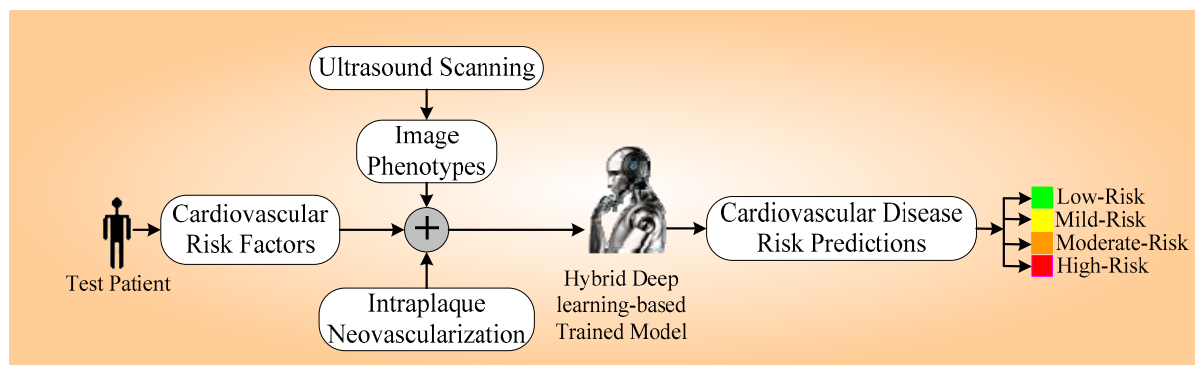 Ultrasound Scanning
Image
Phenotypes
Cardiovascular
Risk Factors
+
Test Patient
Intraplaque
Neovascularization
Hybrid Deep
learning-based
Trained Model
Cardiovascular Disease
Risk Predictions
Low-Risk
Mild-Risk
Moderate-Risk
High-Risk